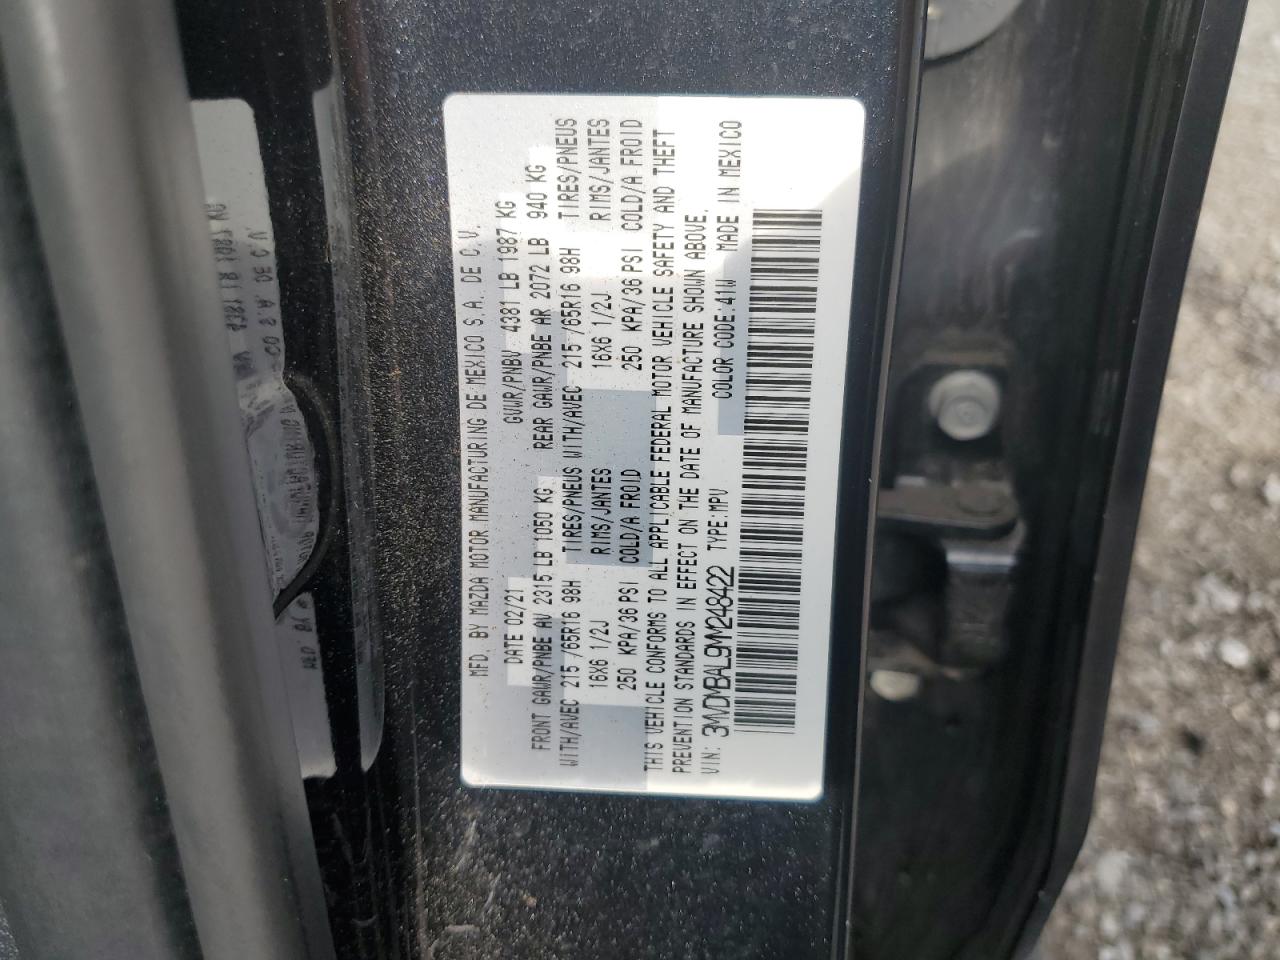 MFD. BY MAZDA MOTOR MANUFACTURING DE MEXICO S.A. DE C.V.
DATE 02/21 GVWR/PNBV 4381 LB 1987 KG
FRONT GAWR/PNBE AV 2315 LB 1050 KG REAR GAWR/PNBE AR 2072 LB 940 KG
WITH/AVEC 215 /65R16 98H TIRES/PNEUS WITH/AVEC 215 /65R16 98H TIRES/PNEUS
16X6 1/2J RIMS/JANTES 16X6 1/2J RIMS/JANTES
250 KPA/36 PSI COLD/A FROID 250 KPA/36 PSI COLD/A FROID
THIS VEHICLE CONFORMS TO ALL APPLICABLE FEDERAL MOTOR VEHICLE SAFETY AND THEFT
PREVENTION STANDARDS IN EFFECT ON THE DATE OF MANUFACTURE SHOWN ABOVE.
VIN: 3MVDMBAL9MM248422 TYPE:MPV COLOR CODE:41W MADE IN MEXICO